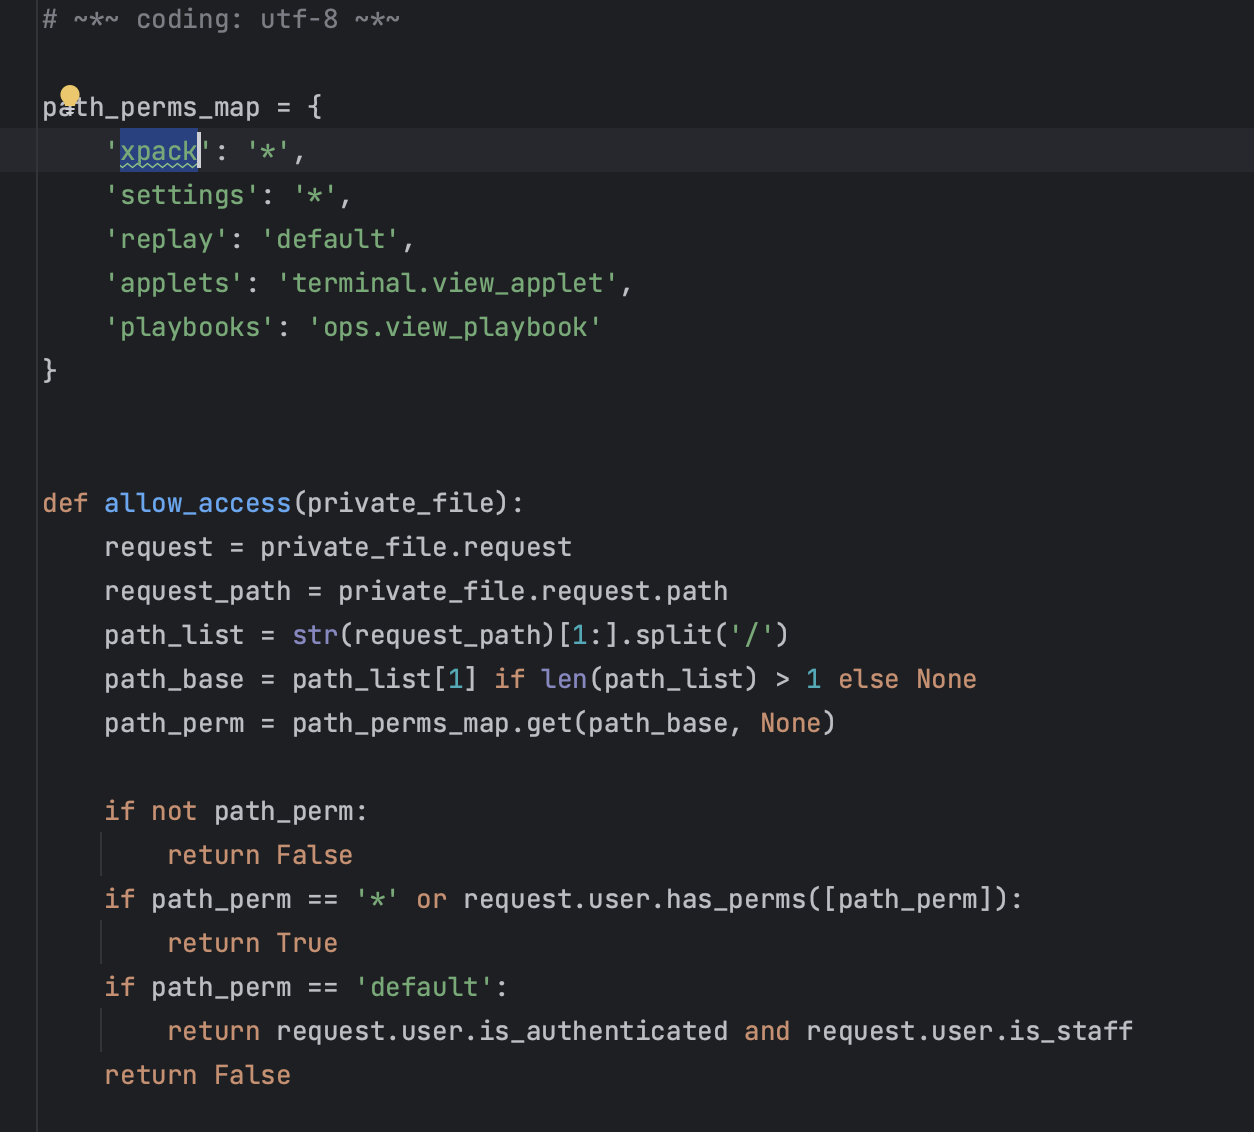 # ~*~ coding: utf-8 ~*~
path_perms_map = {
    'xpack': '*',
    'settings': '*',
    'replay': 'default',
    'applets': 'terminal.view_applet',
    'playbooks': 'ops.view_playbook'
}
def allow_access(private_file):
    request = private_file.request
    request_path = private_file.request.path
    path_list = str(request_path)[1:].split('/')
    path_base = path_list[1] if len(path_list) > 1 else None
    path_perm = path_perms_map.get(path_base, None)
    if not path_perm:
        return False
    if path_perm == '*' or request.user.has_perms([path_perm]):
        return True
    if path_perm == 'default':
        return request.user.is_authenticated and request.user.is_staff
    return False